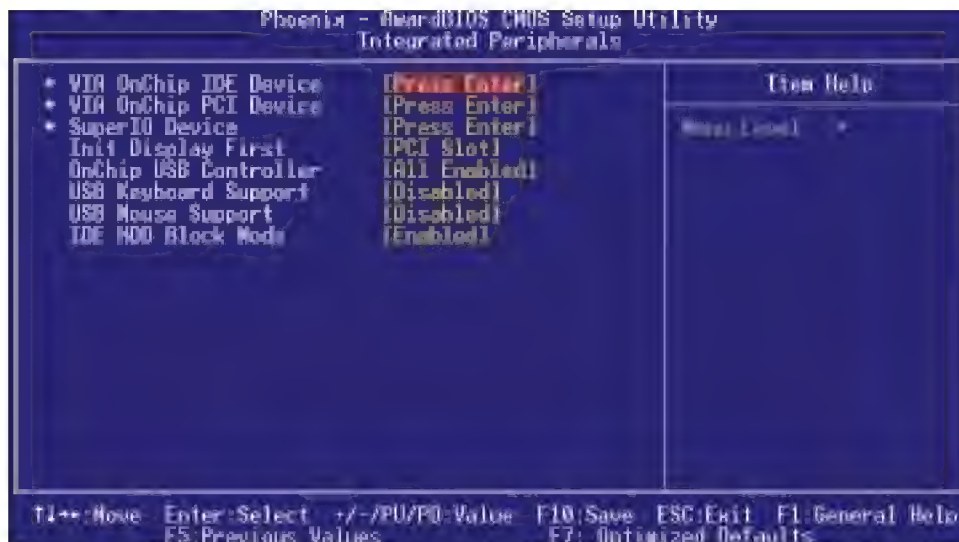 Phoenix - AwardBIOS CMOS Setup Utility
Integrated Peripherals
VIA OnChip IDE Device [Press Enter]
VIA OnChip PCI Device [Press Enter]
SuperIO Device [Press Enter]
Init Display First [PCI Slot]
OnChip USB Controller [All Enabled]
USB Keyboard Support [Disabled]
USB Mouse Support [Disabled]
IDE HDD Block Mode [Enabled]
Item Help
Menu Level
↑↓→←:Move Enter:Select +/-/PU/PD:Value F10:Save ESC:Exit F1:General Help
F5:Previous Values F7: Optimized Defaults